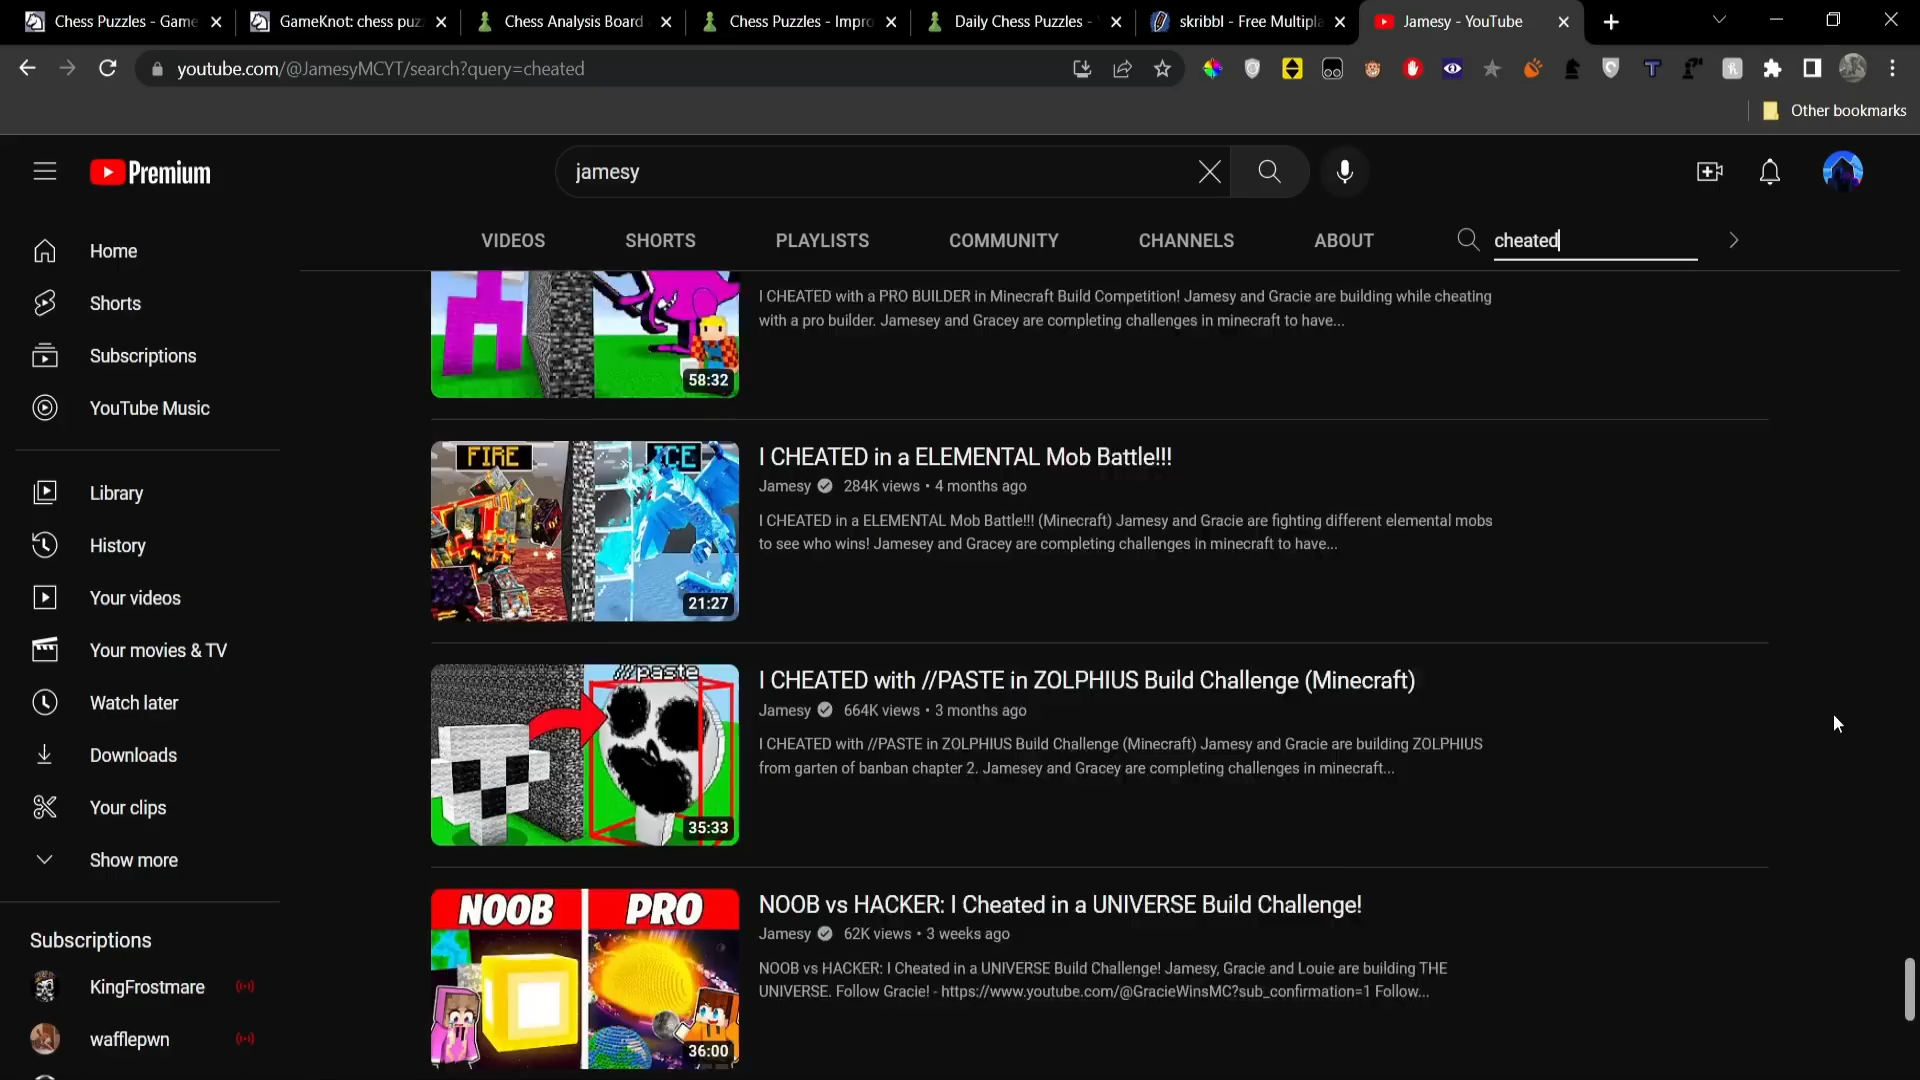 Chess Puzzles - Game
GameKnot: chess puz
Chess Analysis Board
Chess Puzzles - Impro
Daily Chess Puzzles -
skribbl - Free Multipla
Jamesy - YouTube
youtube.com/@JamesyMCYT/search?query=cheated
Other bookmarks
Premium
jamesy
VIDEOS
SHORTS
PLAYLISTS
COMMUNITY
CHANNELS
ABOUT
cheated
Home
Shorts
Subscriptions
YouTube Music
Library
History
Your videos
Your movies & TV
Watch later
Downloads
Your clips
Show more
Subscriptions
KingFrostmare
wafflepwn
58:32
I CHEATED with a PRO BUILDER in Minecraft Build Competition! Jamesy and Gracie are building while cheating
with a pro builder. Jamesey and Gracey are completing challenges in minecraft to have...
FIRE
ICE
21:27
I CHEATED in a ELEMENTAL Mob Battle!!!
Jamesy 284K views • 4 months ago
I CHEATED in a ELEMENTAL Mob Battle!!! (Minecraft) Jamesy and Gracie are fighting different elemental mobs
to see who wins! Jamesey and Gracey are completing challenges in minecraft to have...
//paste
35:33
I CHEATED with //PASTE in ZOLPHIUS Build Challenge (Minecraft)
Jamesy 664K views • 3 months ago
I CHEATED with //PASTE in ZOLPHIUS Build Challenge (Minecraft) Jamesy and Gracie are building ZOLPHIUS
from garten of banban chapter 2. Jamesey and Gracey are completing challenges in minecraft...
NOOB
PRO
36:00
NOOB vs HACKER: I Cheated in a UNIVERSE Build Challenge!
Jamesy 62K views • 3 weeks ago
NOOB vs HACKER: I Cheated in a UNIVERSE Build Challenge! Jamesy, Gracie and Louie are building THE
UNIVERSE. Follow Gracie! - https://www.youtube.com/@GracieWinsMC?sub_confirmation=1 Follow...